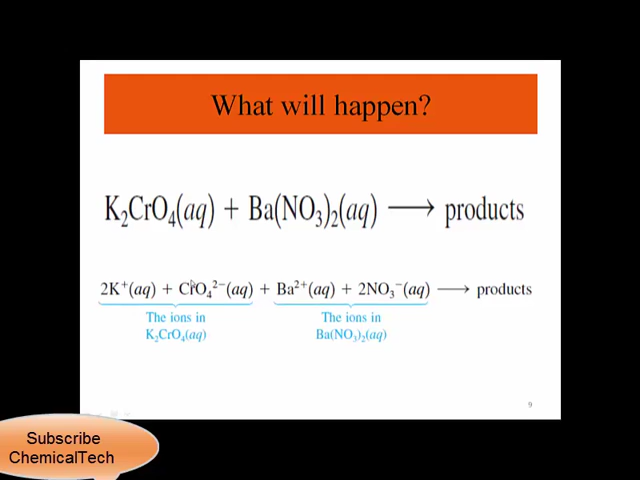 What will happen?
K₂CrO₄(aq) + Ba(NO₃)₂(aq) ⟶ products
2K⁺(aq) + CrO₄²⁻(aq) + Ba²⁺(aq) + 2NO₃⁻(aq) ⟶ products
The ions in The ions in
K₂CrO₄(aq) Ba(NO₃)₂(aq)
9
Subscribe
ChemicalTech